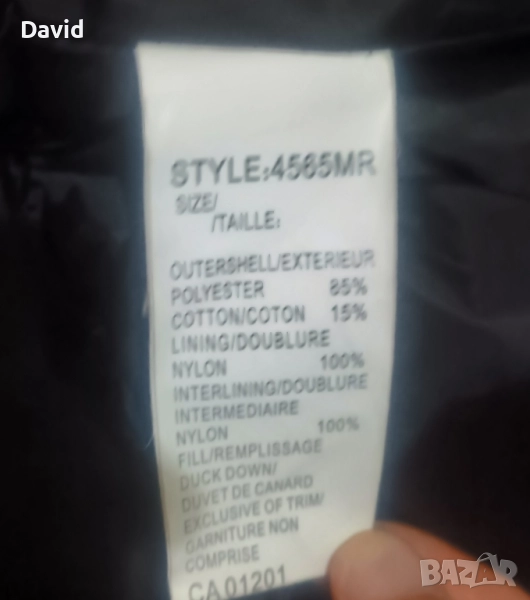 David
STYLE:4565MR
SIZE/
/TAILLE:
OUTERSHELL/EXTERIEUR
POLYESTER 85%
COTTON/COTON 15%
LINING/DOUBLURE
NYLON 100%
INTERLINING/DOUBLURE
INTERMEDIAIRE
NYLON 100%
FILL/REMPLISSAGE
DUCK DOWN/
DUVET DE CANARD
EXCLUSIVE OF TRIM/
GARNITURE NON
COMPRISE
CA 01201
BAZAR